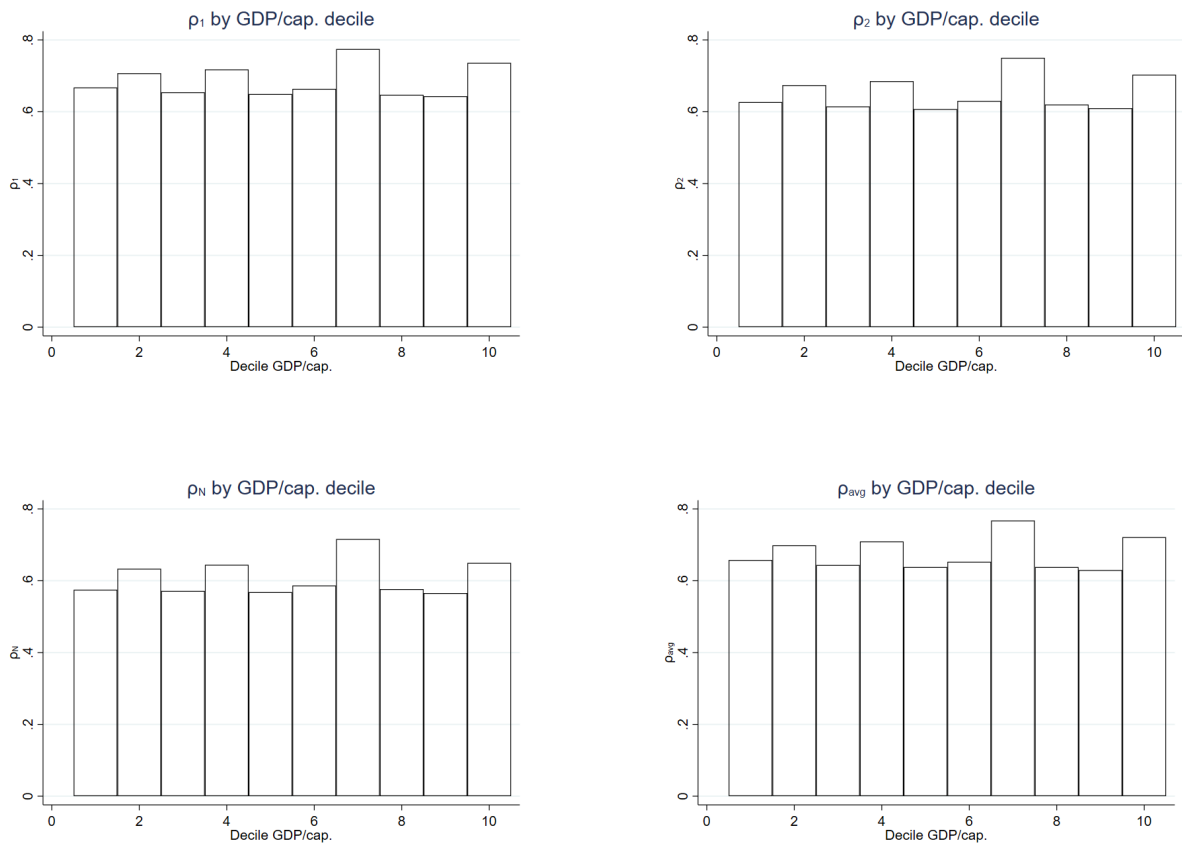 ρ₁ by GDP/cap. decile
ρ₁
0
.2
.4
.6
.8
0 2 4 6 8 10
Decile GDP/cap.
ρ₂ by GDP/cap. decile
ρ₂
0
.2
.4
.6
.8
0 2 4 6 8 10
Decile GDP/cap.
ρN by GDP/cap. decile
ρN
0
.2
.4
.6
.8
0 2 4 6 8 10
Decile GDP/cap.
ρavg by GDP/cap. decile
ρavg
0
.2
.4
.6
.8
0 2 4 6 8 10
Decile GDP/cap.